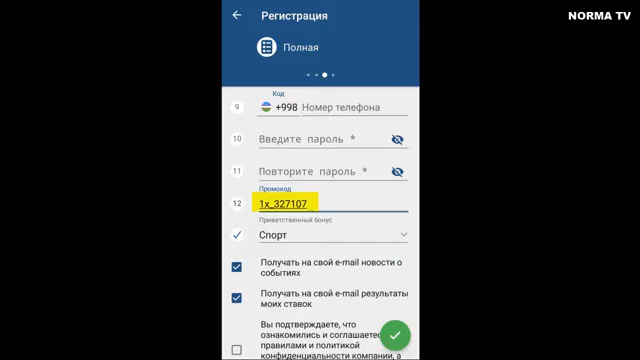 NORMA TV
Регистрация
Полная
Код
9 +998 Номер телефона
10 Введите пароль *
11 Повторите пароль *
Промокод
12 1x_327107
Приветственный бонус
Спорт
Получать на свой e-mail новости о
событиях
Получать на свой e-mail результаты
моих ставок
Вы подтверждаете, что
ознакомились и соглашаетесь
правилами и политикой
конфиденциальности компании, а